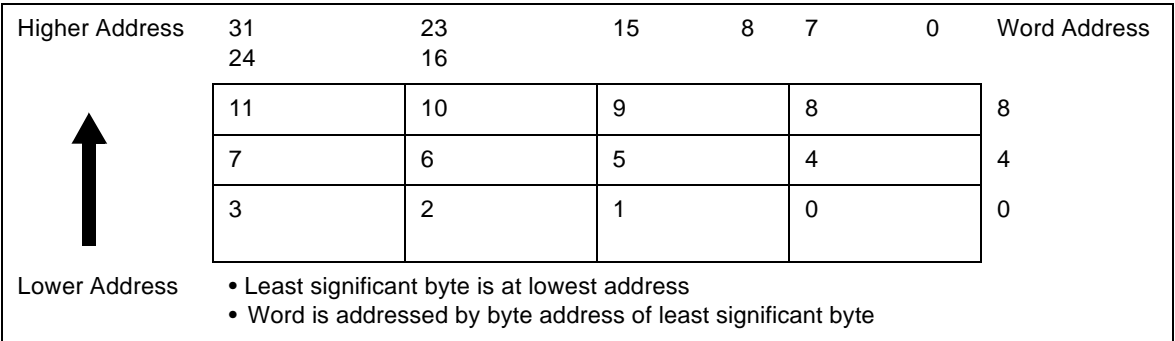 Higher Address 31 23 15 8 7 0 Word Address
24 16
11 10 9 8 8
7 6 5 4 4
3 2 1 0 0
Lower Address • Least significant byte is at lowest address
• Word is addressed by byte address of least significant byte